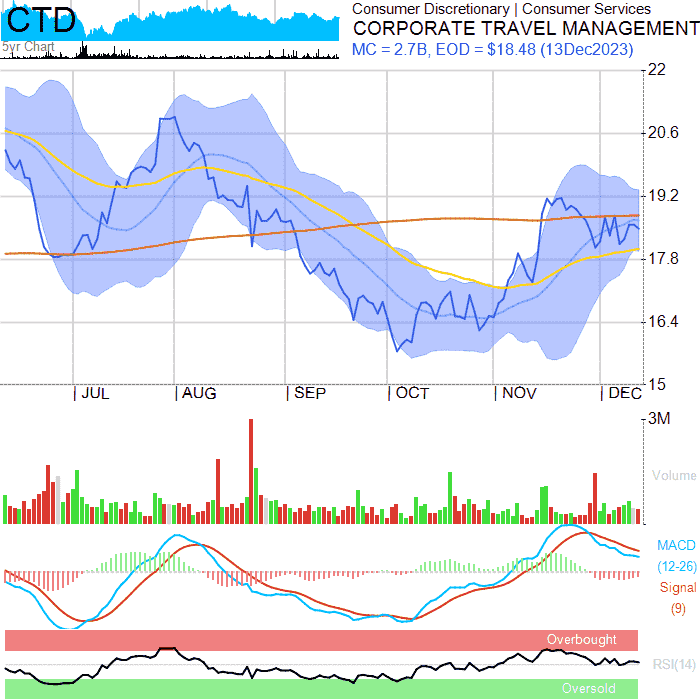 CTD
5yr Chart
Consumer Discretionary | Consumer Services
CORPORATE TRAVEL MANAGEMENT
MC = 2.7B, EOD = $18.48 (13Dec2023)
22
20.6
19.2
17.8
16.4
15
| JUL | AUG | SEP | OCT | NOV | DEC
3M
Volume
MACD
(12-26)
Signal
(9)
Overbought
RSI(14)
Oversold